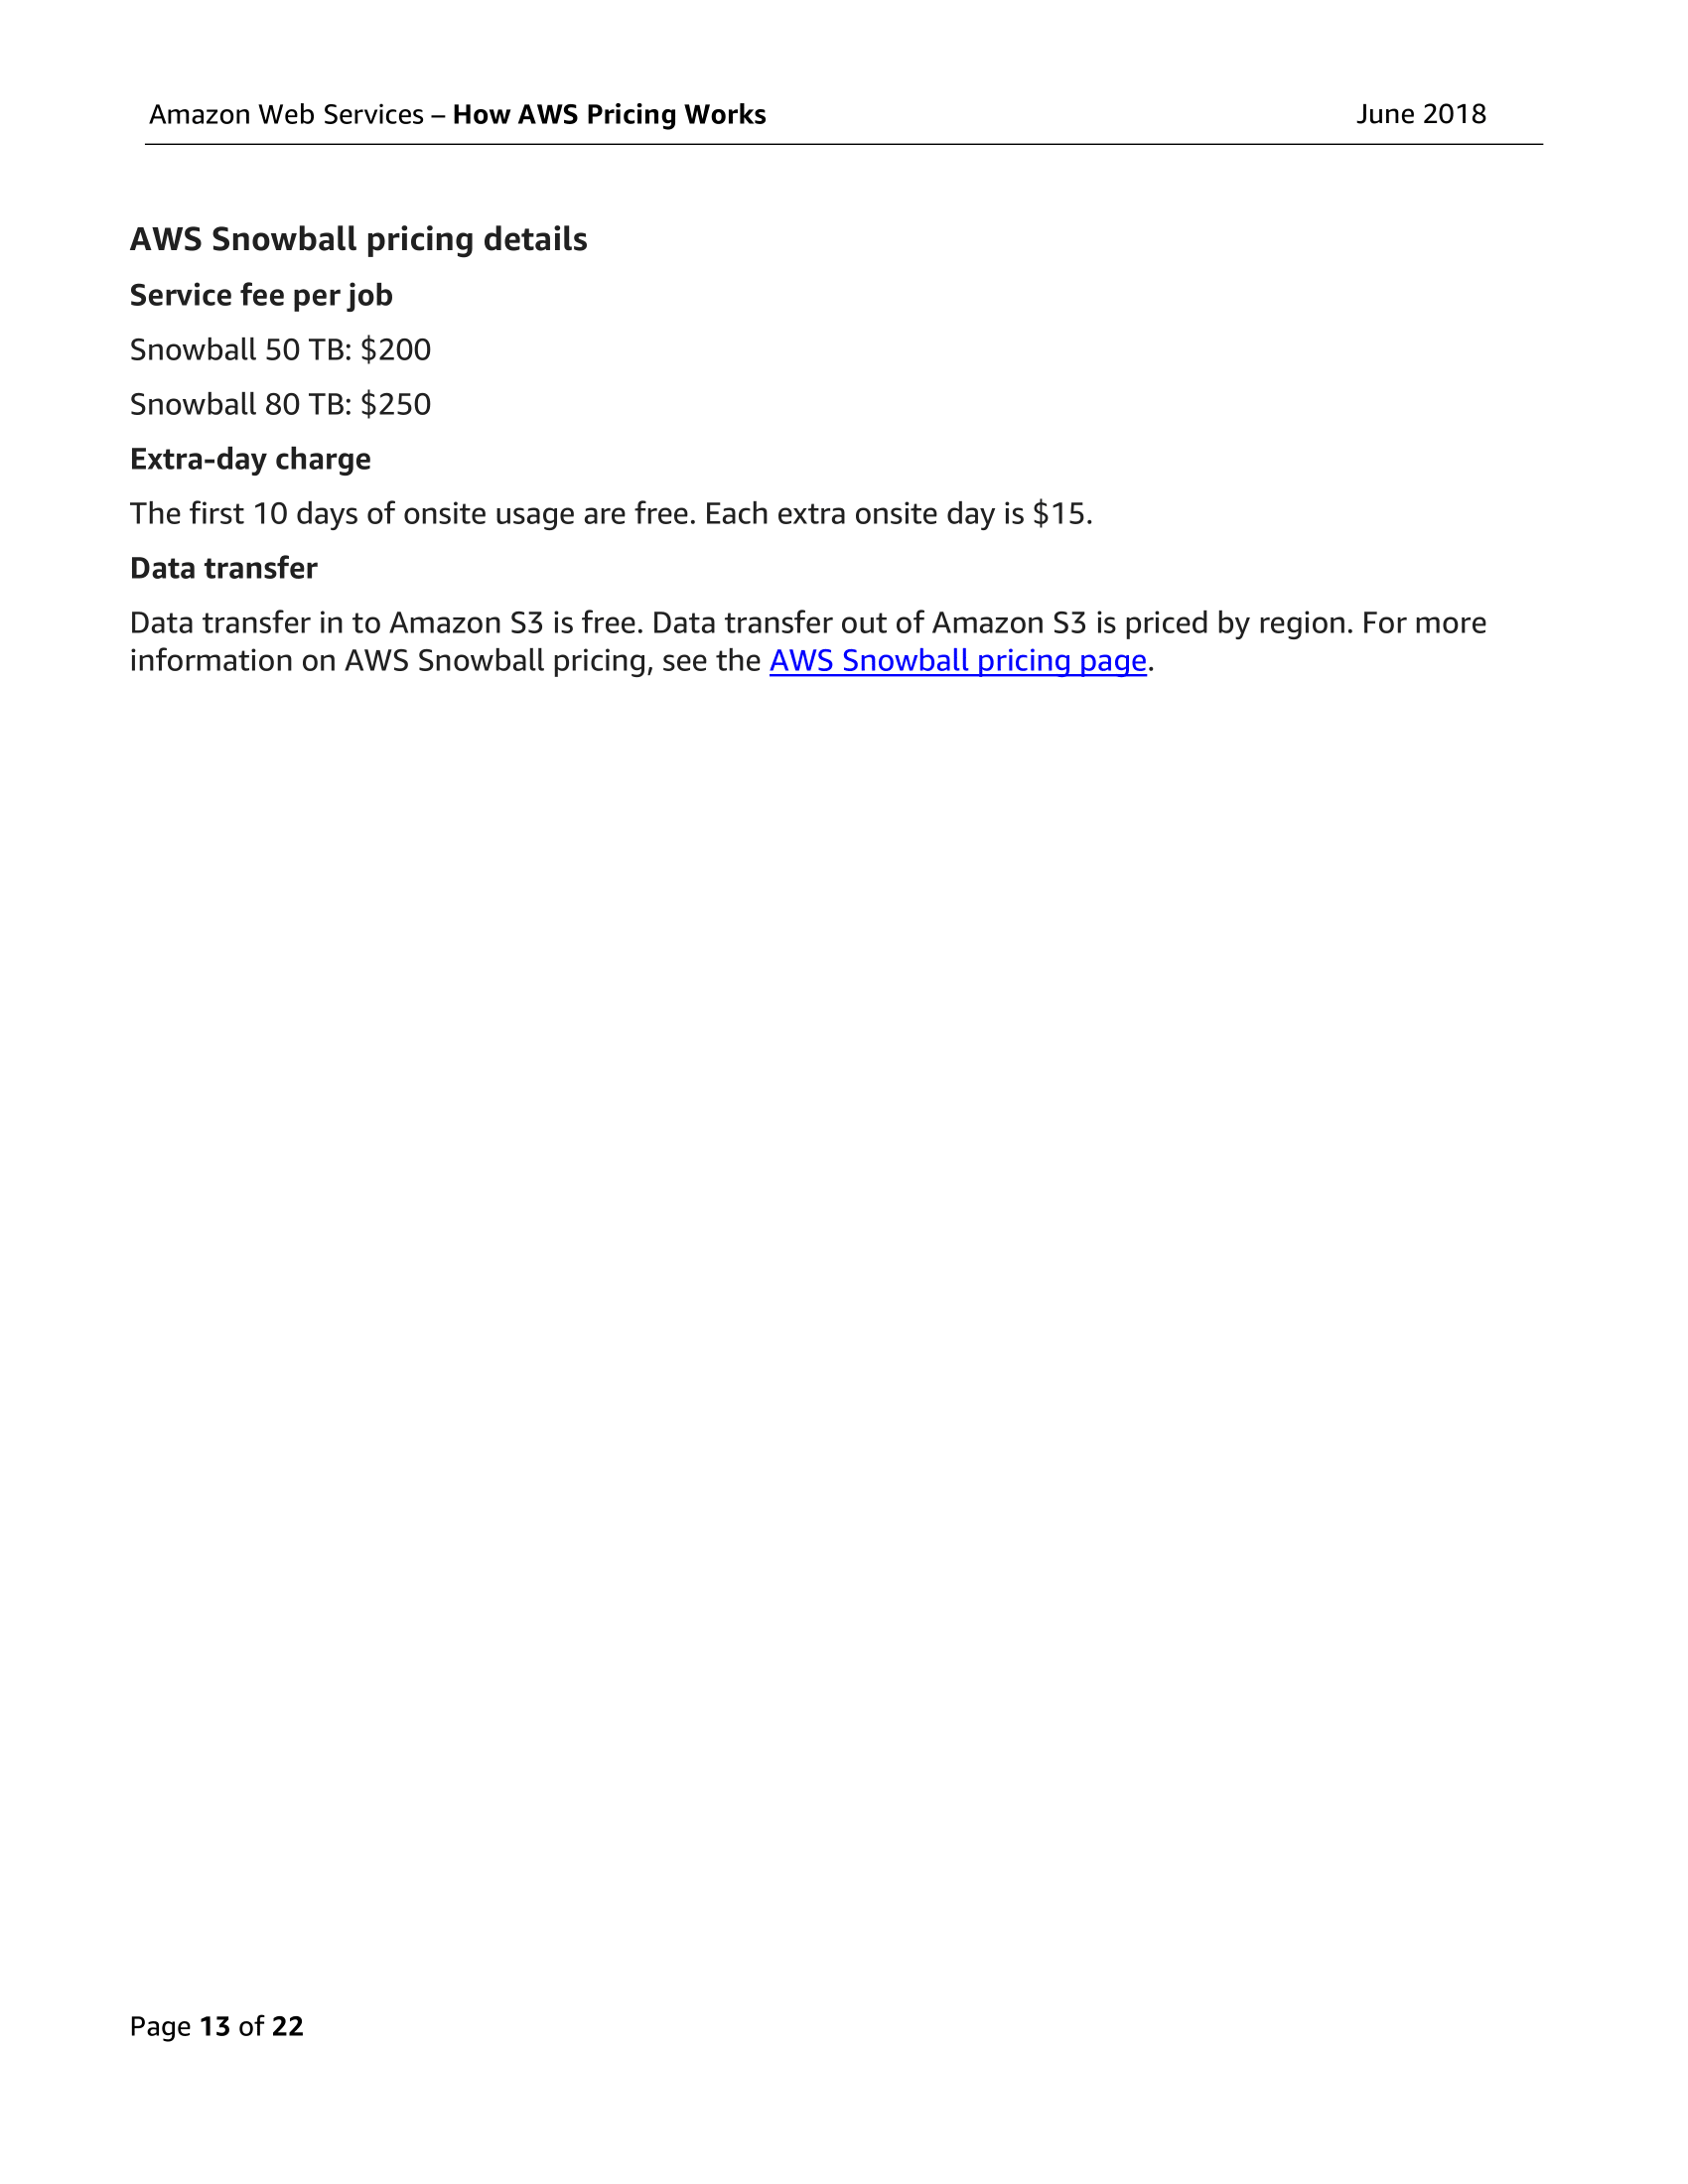 Amazon Web Services – How AWS Pricing Works June 2018
AWS Snowball pricing details
Service fee per job
Snowball 50 TB: $200
Snowball 80 TB: $250
Extra-day charge
The first 10 days of onsite usage are free. Each extra onsite day is $15.
Data transfer
Data transfer in to Amazon S3 is free. Data transfer out of Amazon S3 is priced by region. For more
information on AWS Snowball pricing, see the AWS Snowball pricing page.
Page 13 of 22